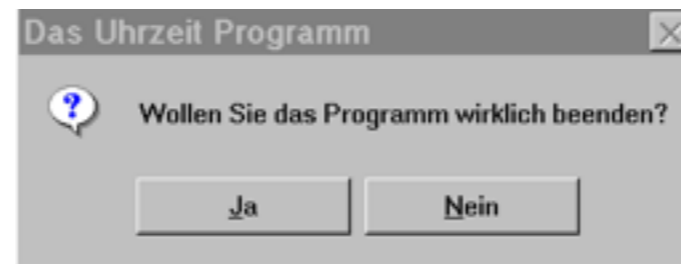 Das Uhrzeit Programm
Wollen Sie das Programm wirklich beenden?
Ja
Nein